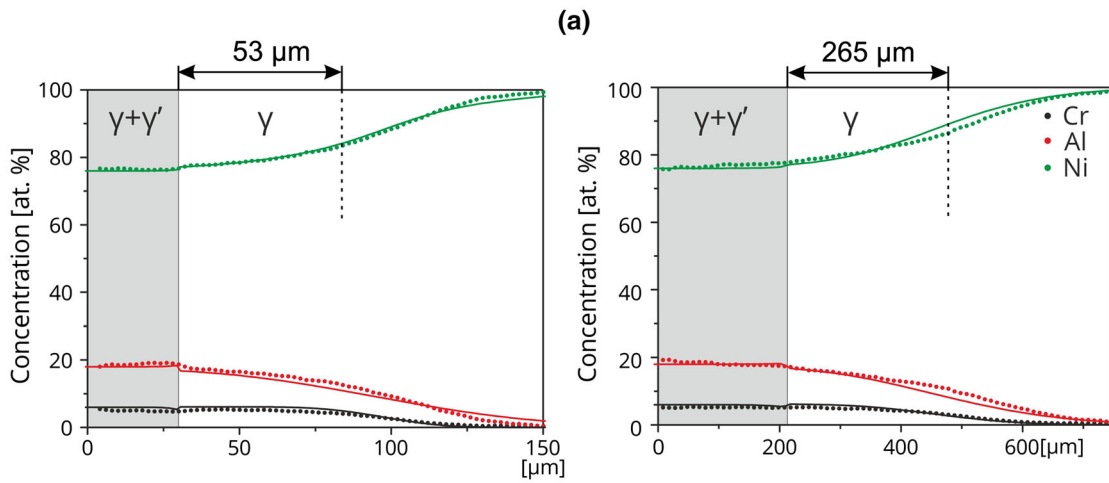 (a)
53 µm
265 µm
100
80
60
40
20
0
Concentration [at. %]
γ+γ’
γ
0
50
100
150
[µm]
100
80
60
40
20
0
Concentration [at. %]
γ+γ’
γ
Cr
Al
Ni
0
200
400
600[µm]